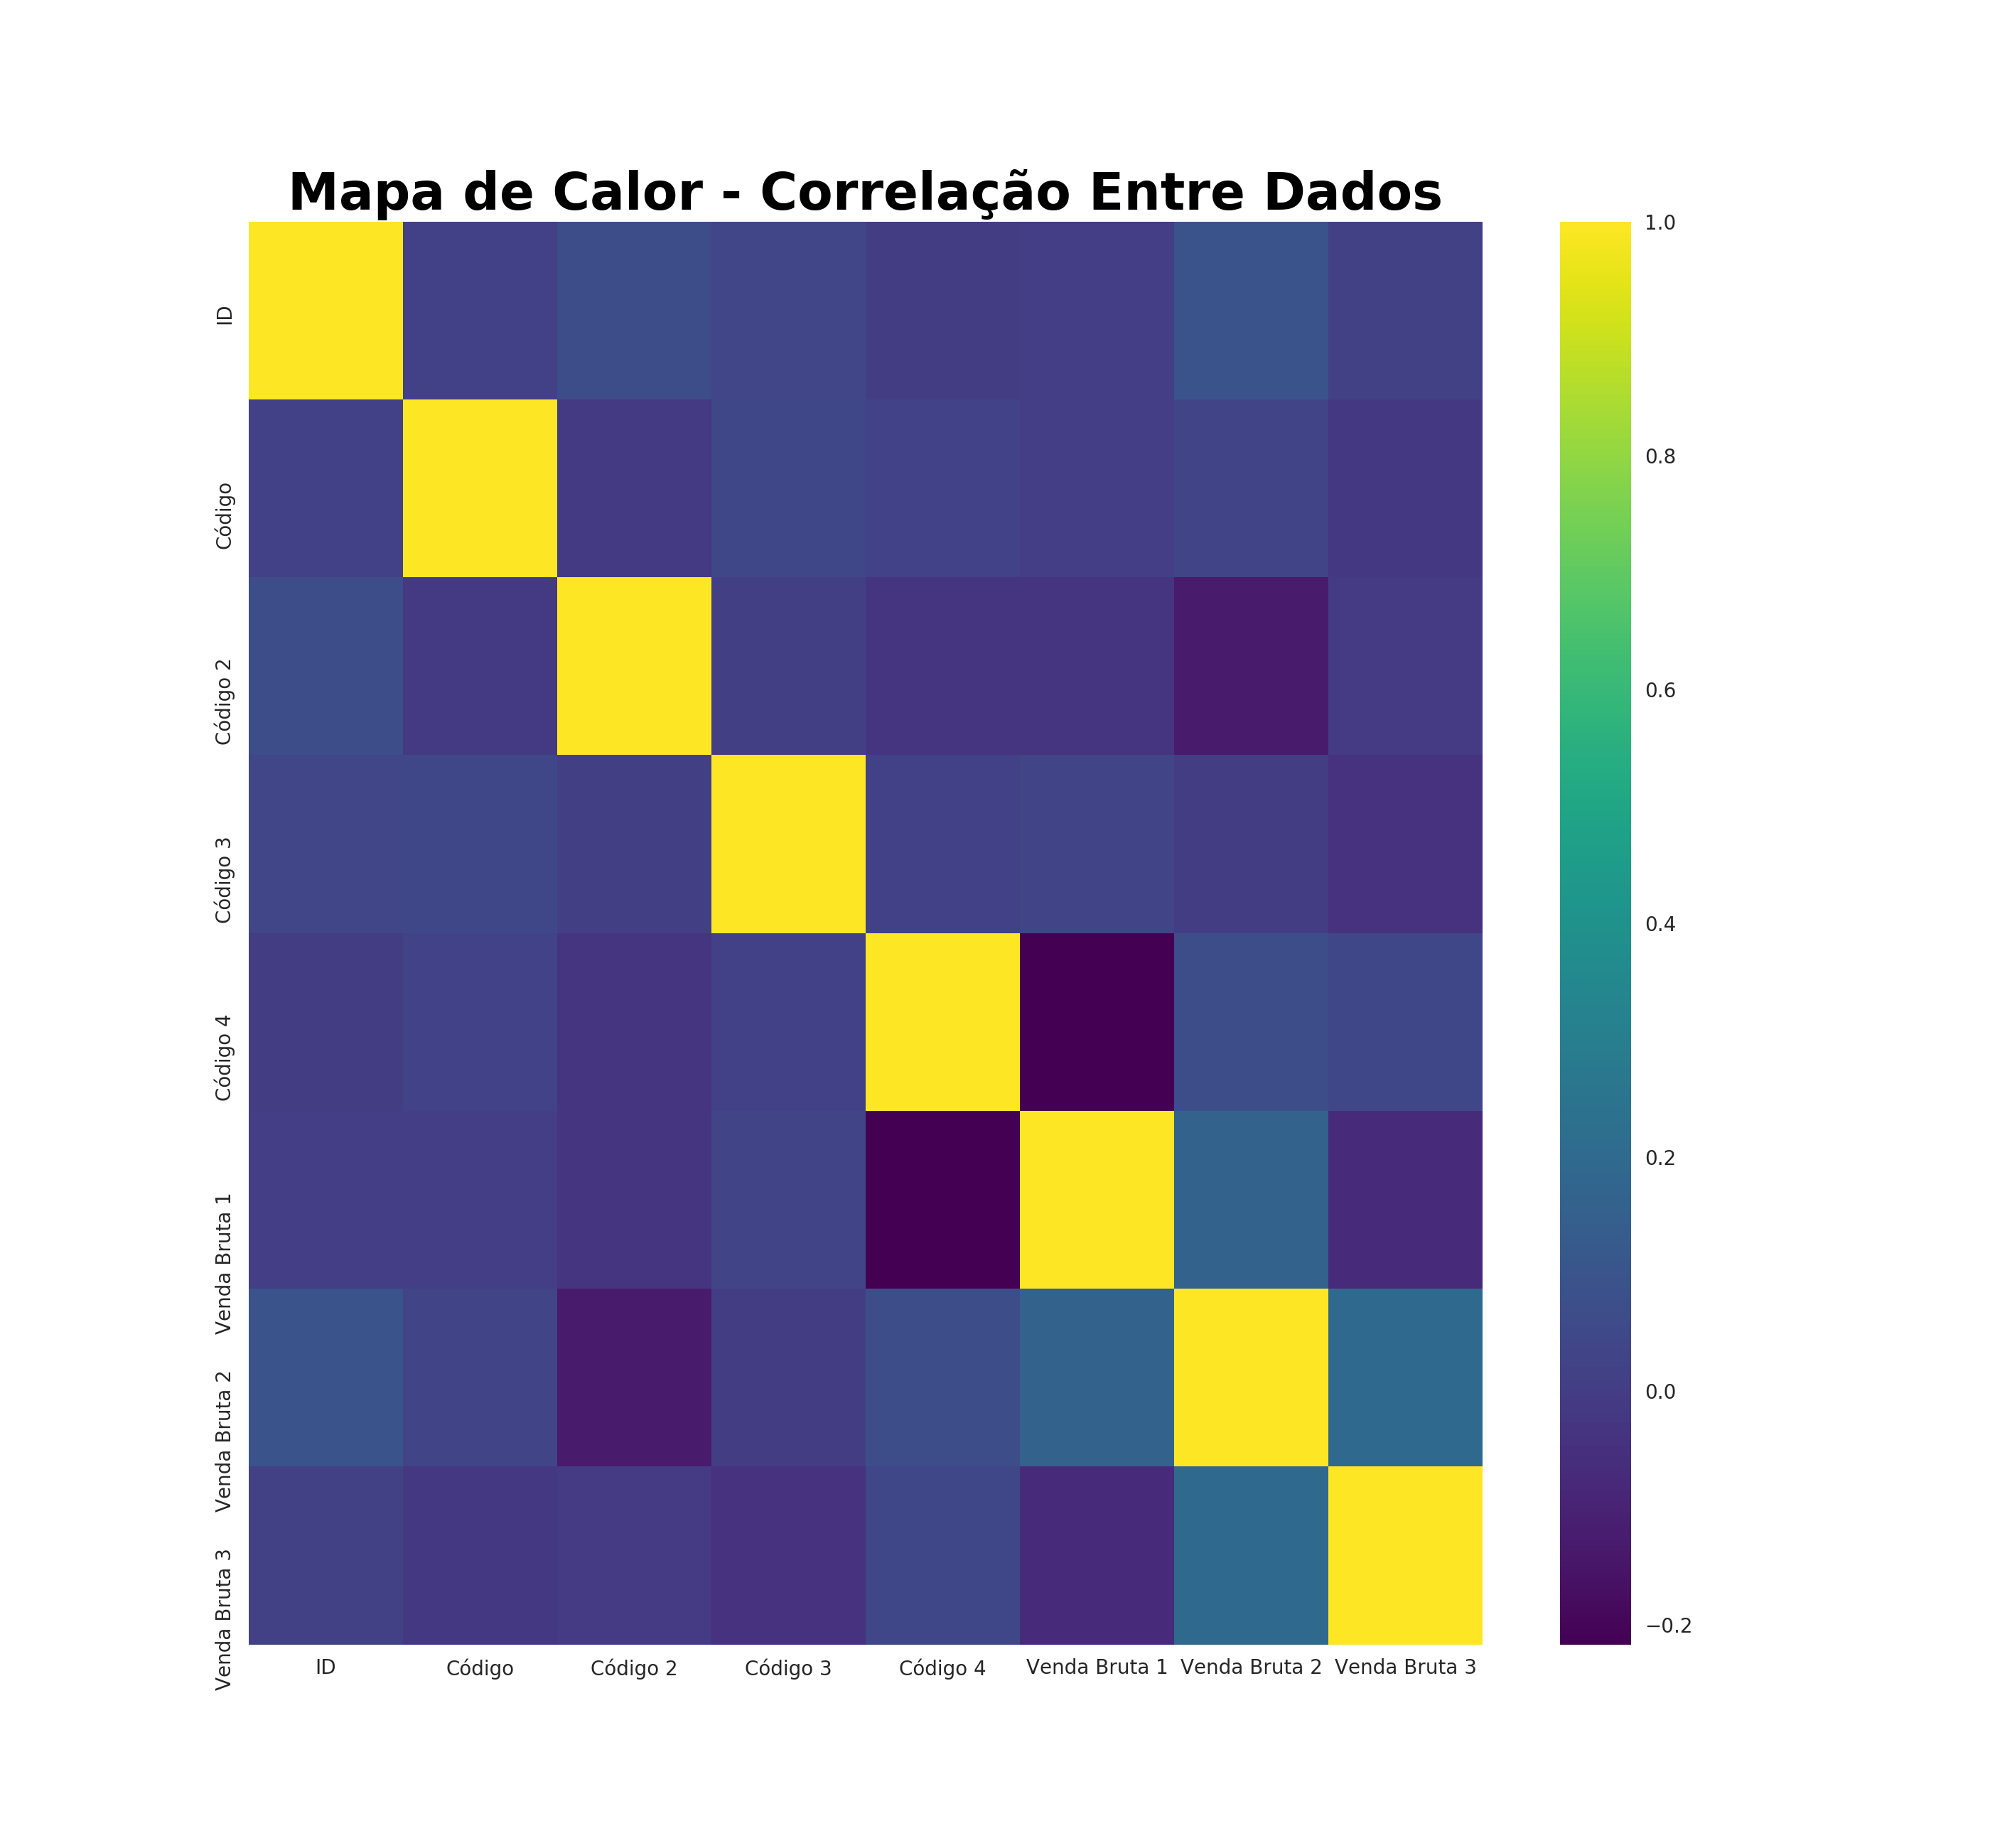 Mapa de Calor - Correlação Entre Dados
ID
Código
Código 2
Código 3
Código 4
Venda Bruta 1
Venda Bruta 2
Venda Bruta 3
ID
Código
Código 2
Código 3
Código 4
Venda Bruta 1
Venda Bruta 2
Venda Bruta 3
1.0
0.8
0.6
0.4
0.2
0.0
−0.2